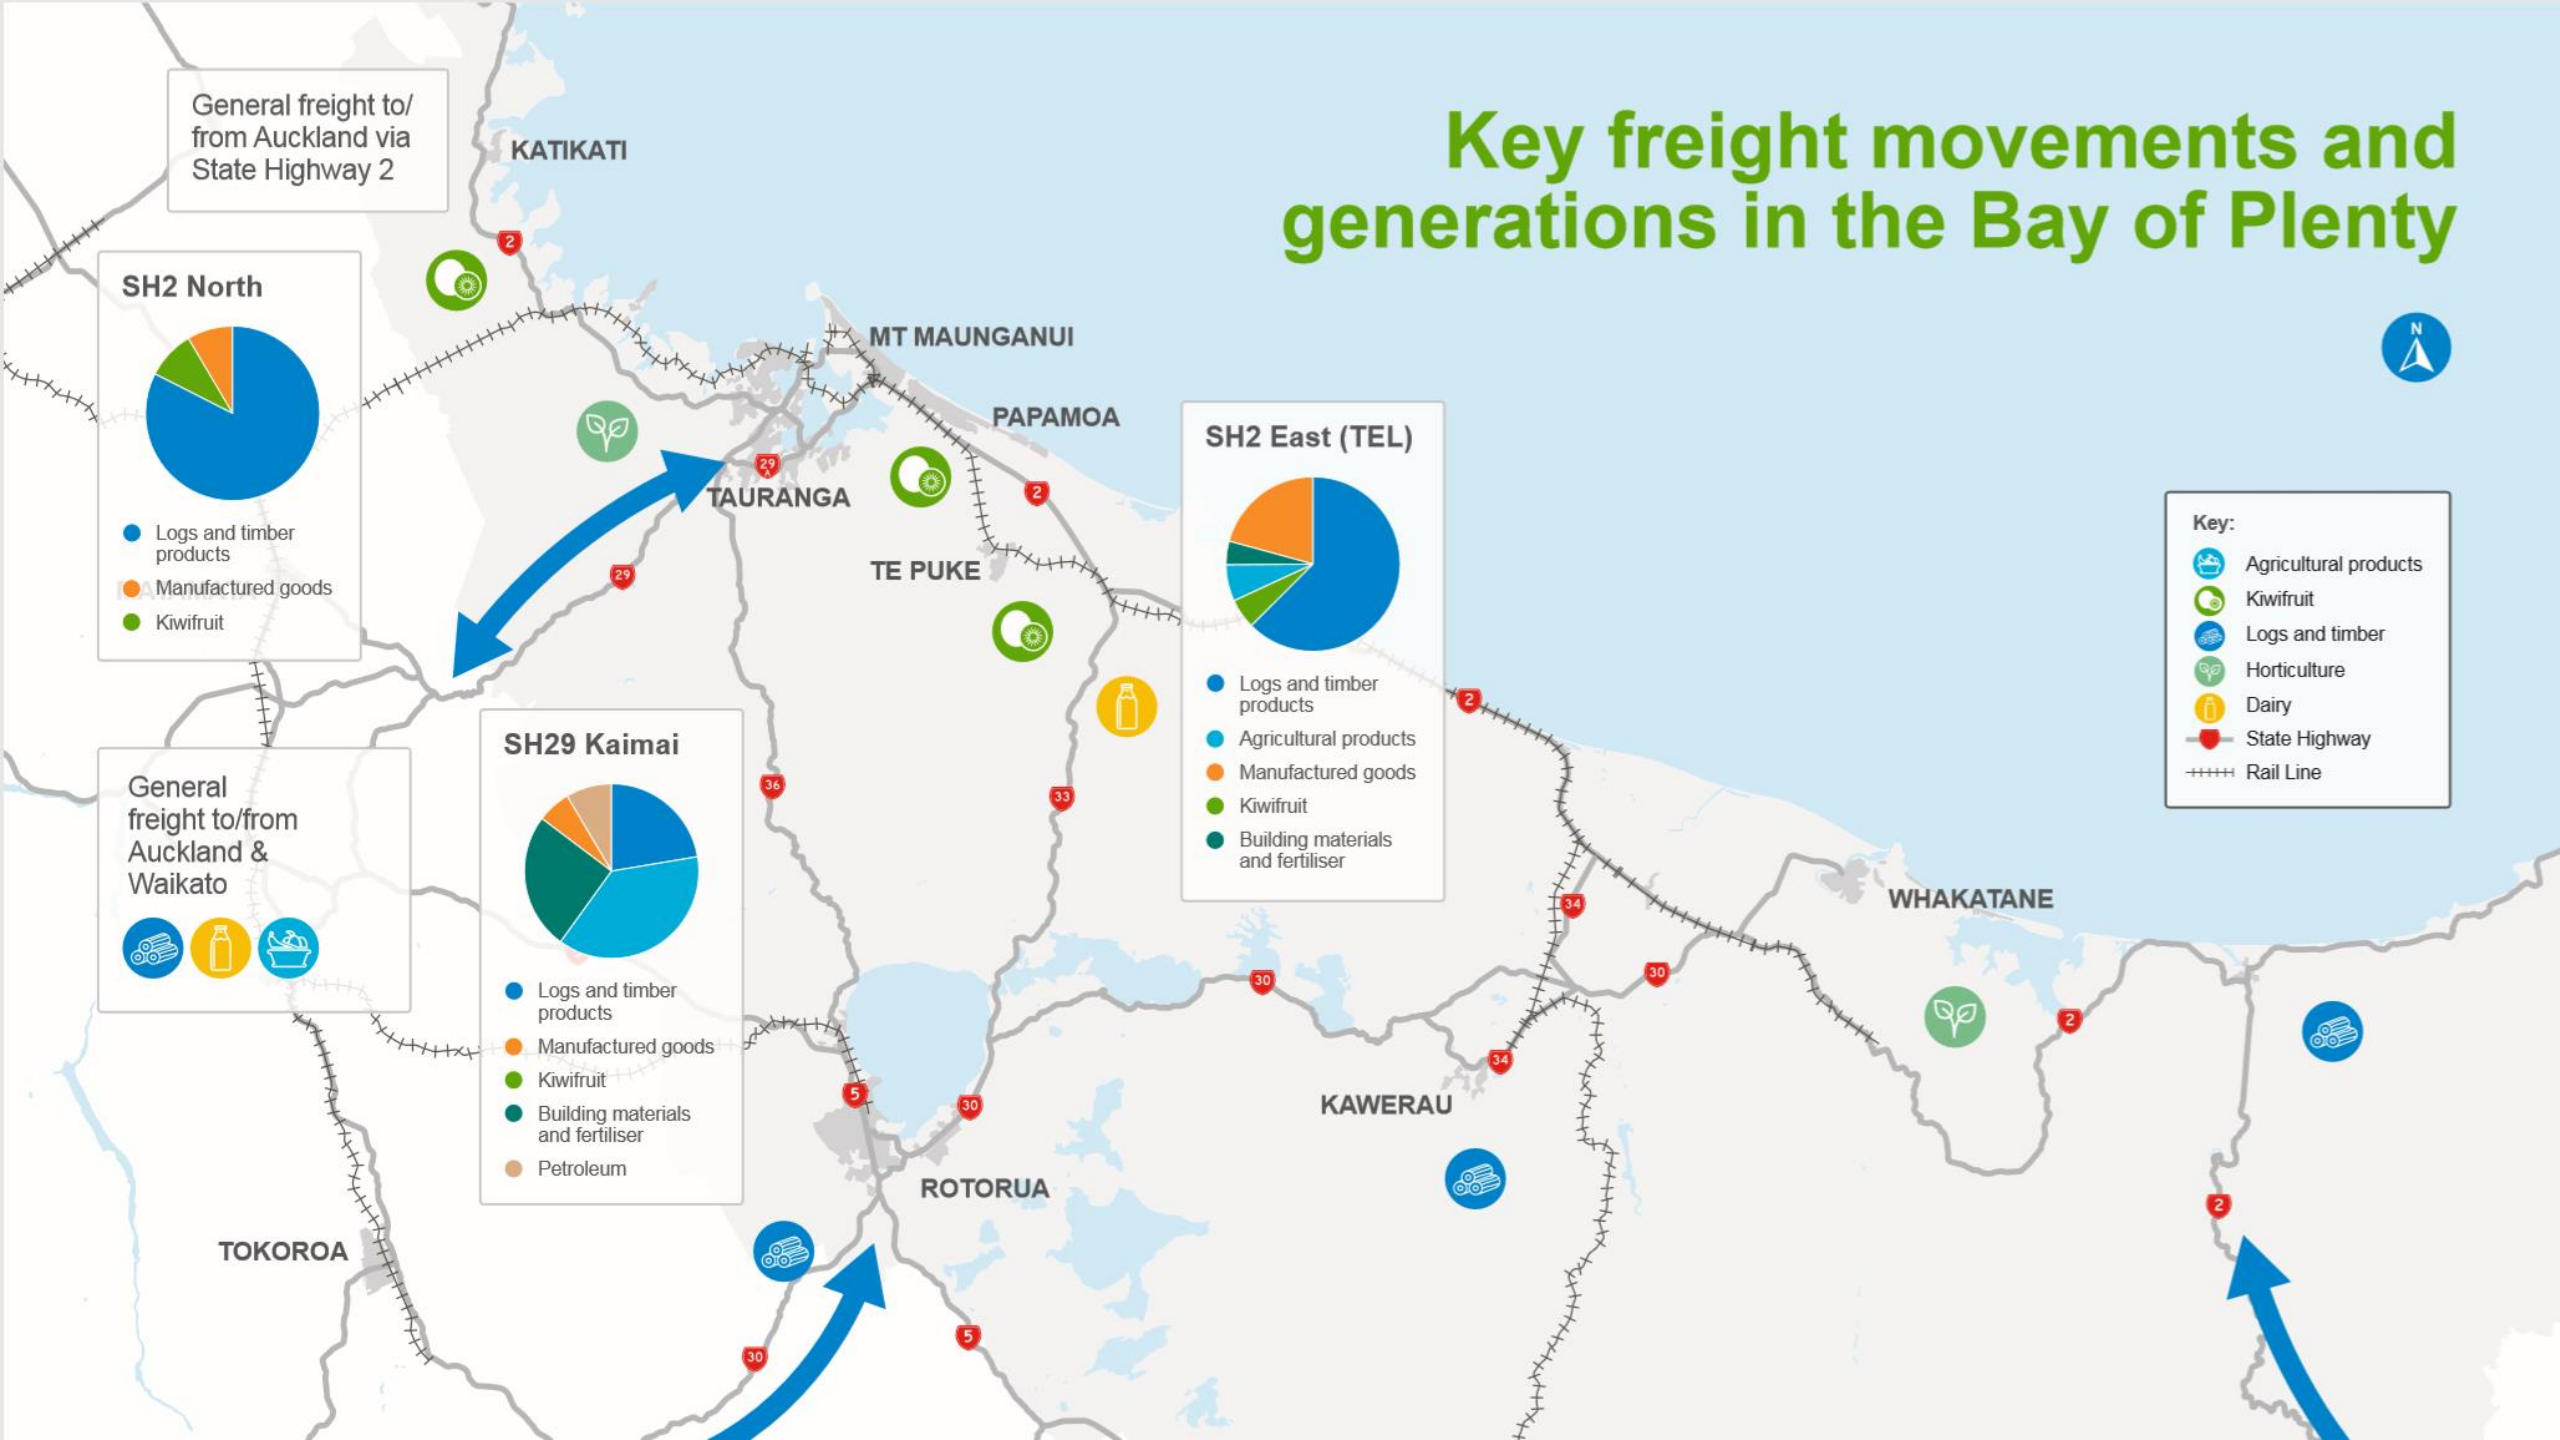 Key freight movements and
generations in the Bay of Plenty
General freight to/
from Auckland via
State Highway 2
KATIKATI
2
SH2 North
Logs and timber
products
Manufactured goods
Kiwifruit
MT MAUNGANUI
PAPAMOA
29
A
TAURANGA
2
TE PUKE
29
SH2 East (TEL)
Logs and timber
products
Agricultural products
Manufactured goods
Kiwifruit
Building materials
and fertiliser
N
Key:
Agricultural products
Kiwifruit
Logs and timber
Horticulture
Dairy
State Highway
Rail Line
2
General
freight to/from
Auckland &
Waikato
SH29 Kaimai
Logs and timber
products
Manufactured goods
Kiwifruit
Building materials
and fertiliser
Petroleum
36
33
34
WHAKATANE
30
30
2
34
KAWERAU
5
30
ROTORUA
2
TOKOROA
5
30